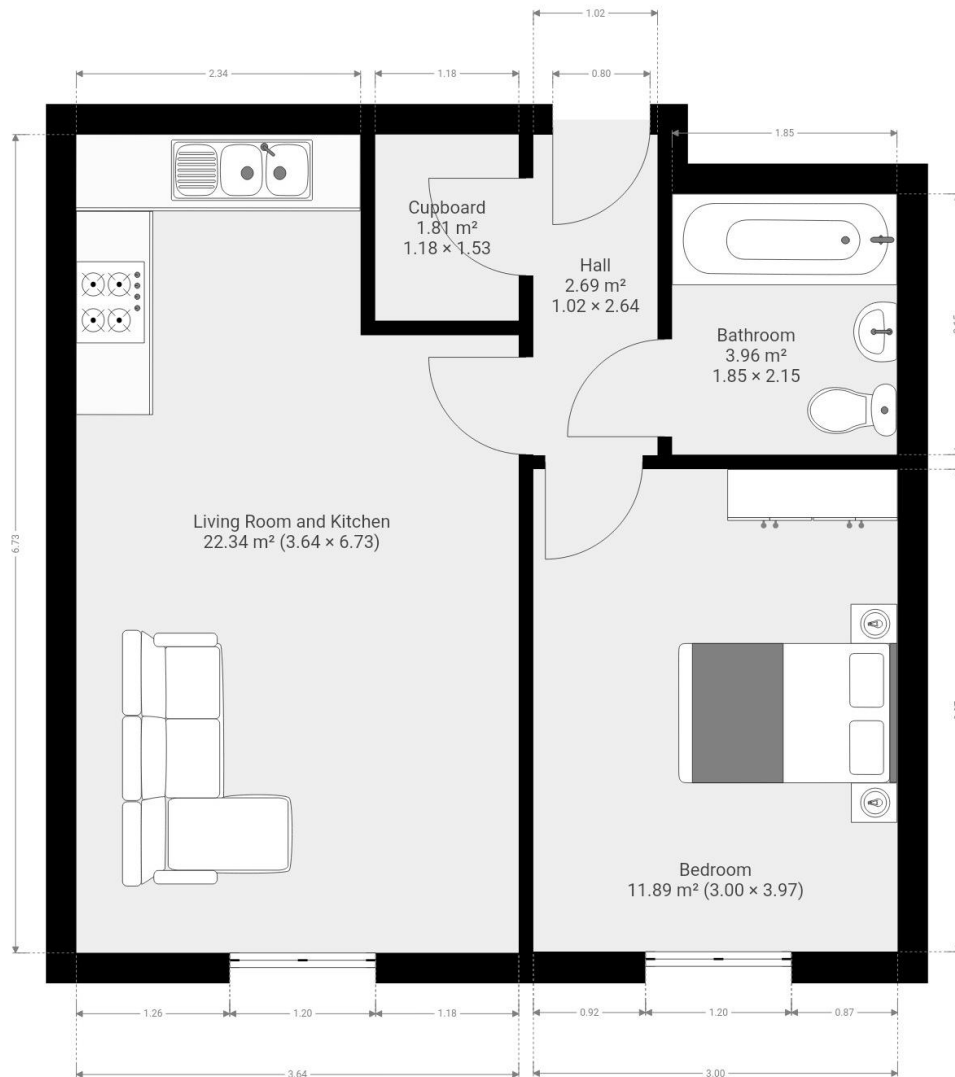 1.02
2.34
1.18
0.80
1.85
Cupboard
1.81 m²
1.18 × 1.53
Hall
2.69 m²
1.02 × 2.64
Bathroom
3.96 m²
1.85 × 2.15
Living Room and Kitchen
22.34 m² (3.64 × 6.73)
6.73
Bedroom
11.89 m² (3.00 × 3.97)
1.26
1.20
1.18
0.92
1.20
0.87
3.64
3.00